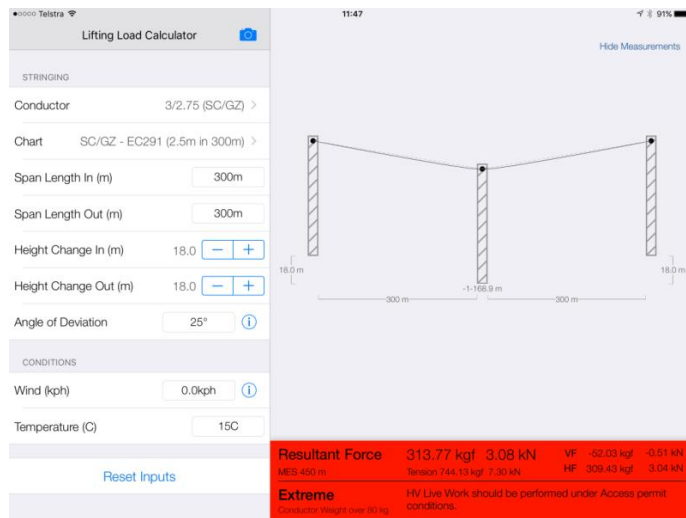 ●○○○○ Telstra 11:47 91%
Lifting Load Calculator
Hide Measurements
STRINGING
Conductor 3/2.75 (SC/GZ) >
Chart SC/GZ - EC291 (2.5m in 300m) >
Span Length In (m) 300m
Span Length Out (m) 300m
Height Change In (m) 18.0 − +
Height Change Out (m) 18.0 − +
Angle of Deviation 25° i
CONDITIONS
Wind (kph) 0.0kph i
Temperature (C) 15C
Reset Inputs
18.0 m
300 m
-1-168.9 m
300 m
18.0 m
Resultant Force 313.77 kgf 3.08 kN VF -52.03 kgf -0.51 kN
MES 450 m Tension 744.13 kgf 7.30 kN HF 309.43 kgf 3.04 kN
Extreme HV Live Work should be performed under Access permit
Conductor Weight over 80 kg conditions.